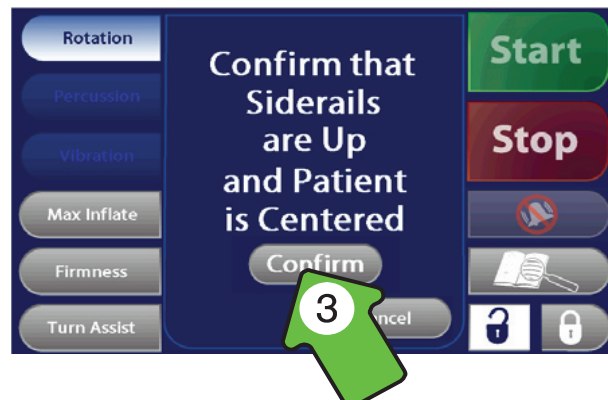 Rotation
Percussion
Vibration
Max Inflate
Firmness
Turn Assist
Confirm that
Siderails
are Up
and Patient
is Centered
Confirm
3
ncel
Start
Stop